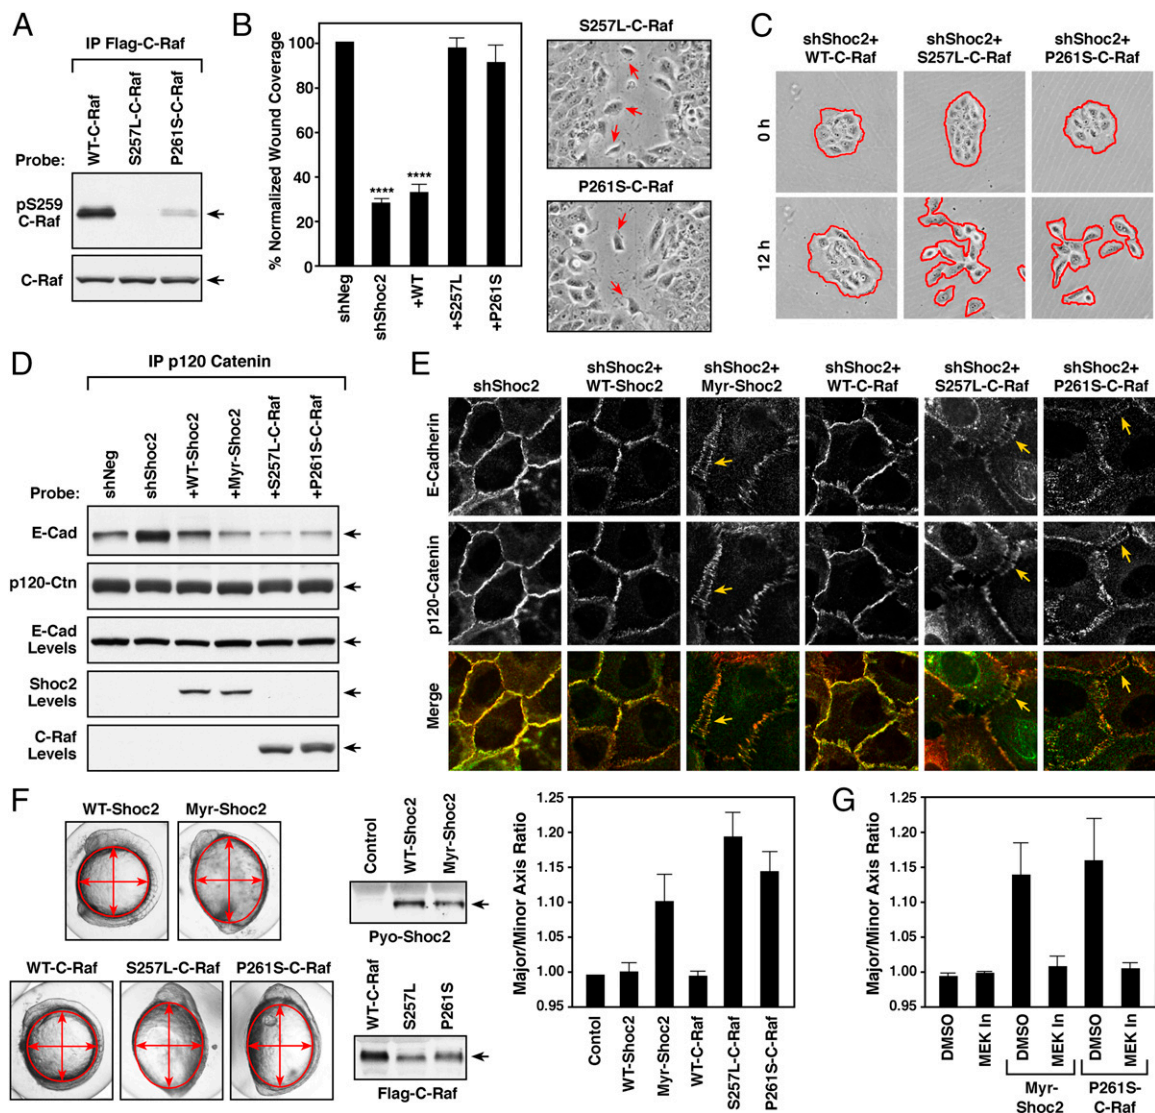 A
IP Flag-C-Raf
WT-C-Raf
S257L-C-Raf
P261S-C-Raf
Probe:
pS259
C-Raf
C-Raf
B
% Normalized Wound Coverage
100
80
60
40
20
0
****
****
shNeg
shShoc2
+WT
+S257L
+P261S
S257L-C-Raf
P261S-C-Raf
C
shShoc2+
WT-C-Raf
shShoc2+
S257L-C-Raf
shShoc2+
P261S-C-Raf
0 h
12 h
D
IP p120 Catenin
shNeg
shShoc2
+WT-Shoc2
+Myr-Shoc2
+S257L-C-Raf
+P261S-C-Raf
Probe:
E-Cad
p120-Ctn
E-Cad
Levels
Shoc2
Levels
C-Raf
Levels
E
shShoc2
shShoc2+
WT-Shoc2
shShoc2+
Myr-Shoc2
shShoc2+
WT-C-Raf
shShoc2+
S257L-C-Raf
shShoc2+
P261S-C-Raf
E-Cadherin
p120-Catenin
Merge
F
WT-Shoc2
Myr-Shoc2
WT-C-Raf
S257L-C-Raf
P261S-C-Raf
Control
WT-Shoc2
Myr-Shoc2
Pyo-Shoc2
WT-C-Raf
S257L
P261S
Flag-C-Raf
Major/Minor Axis Ratio
1.25
1.20
1.15
1.10
1.05
1.00
0.95
Contol
WT-Shoc2
Myr-Shoc2
WT-C-Raf
S257L-C-Raf
P261S-C-Raf
G
Major/Minor Axis Ratio
1.25
1.20
1.15
1.10
1.05
1.00
0.95
DMSO
MEK In
DMSO
MEK In
DMSO
MEK In
Myr-
Shoc2
P261S-
C-Raf